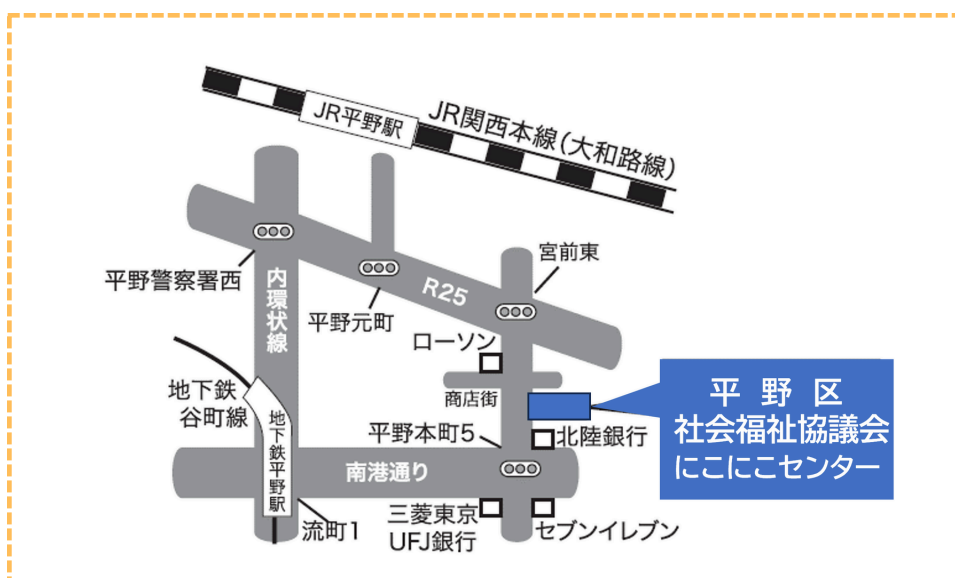 JR平野駅
JR関西本線(大和路線)
宮前東
平野警察署西
内環状線
平野元町
R25
ローソン
地下鉄
谷町線
地下鉄平野駅
商店街
平野本町5
北陸銀行
平野区
社会福祉協議会
にこにこセンター
南港通り
流町1
三菱東京
UFJ銀行
セブンイレブン